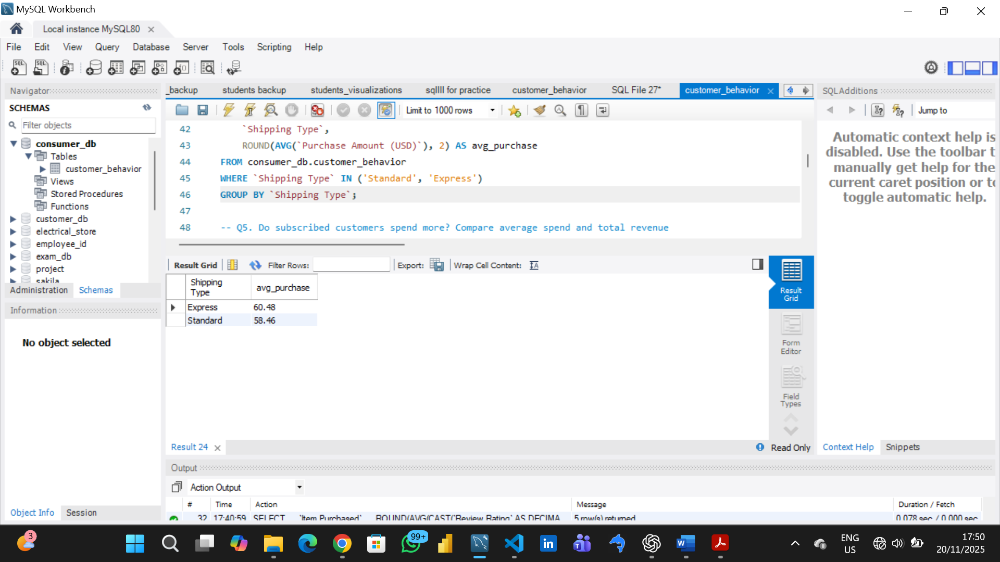 MySQL Workbench
Local instance MySQL80
File Edit View Query Database Server Tools Scripting Help
Navigator
SCHEMAS
Filter objects
consumer_db
Tables
customer_behavior
Views
Stored Procedures
Functions
customer_db
electrical_store
employee_id
exam_db
project
sakila
Administration Schemas
Information
No object selected
Object Info Session
_backup students backup students_visualizations sqllll for practice customer_behavior SQL File 27* customer_behavior
Limit to 1000 rows
42 `Shipping Type`,
43 ROUND(AVG(`Purchase Amount (USD)`), 2) AS avg_purchase
44 FROM consumer_db.customer_behavior
45 WHERE `Shipping Type` IN ('Standard', 'Express')
46 GROUP BY `Shipping Type`;
47
48 -- Q5. Do subscribed customers spend more? Compare average spend and total revenue
Result Grid Filter Rows: Export: Wrap Cell Content:
Shipping Type avg_purchase
Express 60.48
Standard 58.46
Result Grid
Form Editor
Field Types
Result 24
Read Only
SQLAdditions
Jump to
Automatic context help is
disabled. Use the toolbar t
manually get help for the
current caret position or to
toggle automatic help.
Context Help Snippets
Output
Action Output
# Time Action Message Duration / Fetch
32 17:40:59 SELECT `Item Purchased` ROUND(AVG(CAST(`Review Rating` AS DECIMA 5 row(s) returned 0.078 sec / 0.000 sec
3
99+
ENG
US
17:50
20/11/2025